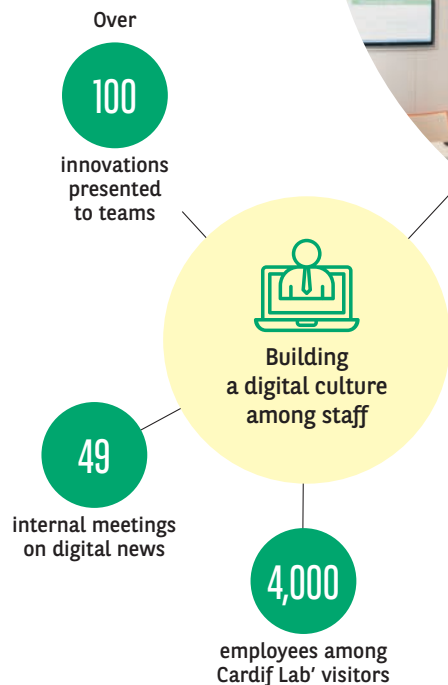 Over
100
innovations
presented
to teams
Building
a digital culture
among staff
49
internal meetings
on digital news
4,000
employees among
Cardif Lab’ visitors